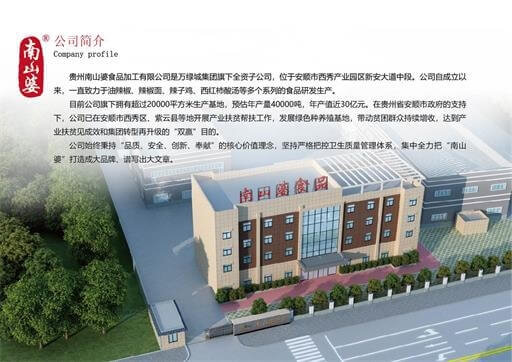 南山婆®
公司简介
Company profile
贵州南山婆食品加工有限公司是万绿城集团旗下全资子公司，位于安顺市西秀产业园区新安大道中段。公司自成立以
来，一直致力于油辣椒、辣椒面、辣子鸡、西红柿酸汤等多个系列的食品研发生产。
目前公司旗下拥有超过20000平方米生产基地，预估年产量40000吨，年产值近30亿元。在贵州省安顺市政府的支持
下，公司已在安顺市西秀区、紫云县等地开展产业扶贫帮扶工作，发展绿色种养殖基地，带动贫困群众持续增收，达到产
业扶贫见成效和集团转型再升级的“双赢”目的。
公司始终秉持“品质、安全、创新、奉献”的核心价值理念，坚持严格把控卫生质量管理体系，集中全力把“南山
婆”打造成大品牌、谱写出大文章。
南山婆食品